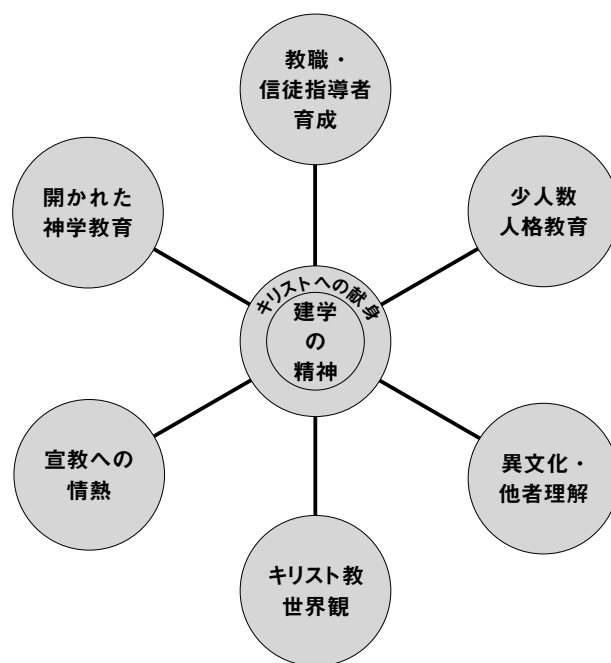 教職・
信徒指導者
育成
開かれた
神学教育
少人数
人格教育
キリストへの献身
建学
の
精神
宣教への
情熱
異文化・
他者理解
キリスト教
世界観